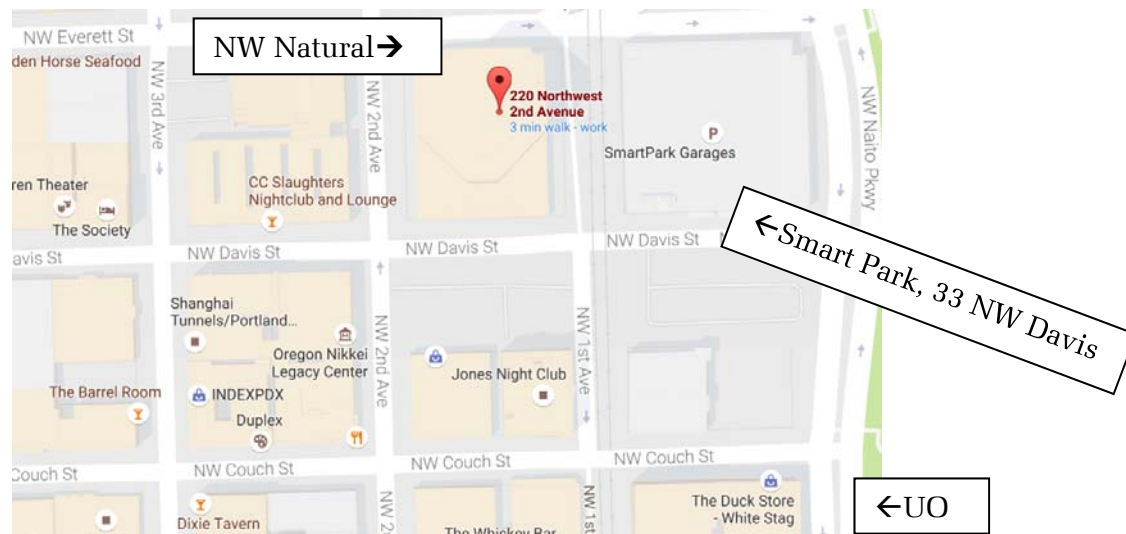 NW Everett St
NW Natural→
den Horse Seafood
NW 3rd Ave
NW 2nd Ave
220 Northwest
2nd Avenue
3 min walk - work
P
SmartPark Garages
NW Naito Pkwy
ren Theater
The Society
CC Slaughters
Nightclub and Lounge
avis St
NW Davis St
NW Davis St
NW Davis St
←Smart Park, 33 NW Davis
Shanghai
Tunnels/Portland...
Oregon Nikkei
Legacy Center
NW 2nd Ave
NW 1st Ave
Jones Night Club
The Barrel Room
INDEXPDX
Duplex
Couch St
NW Couch St
NW Couch St
NW Couch St
The Duck Store
- White Stag
←UO
Dixie Tavern
The Whiskey Bar
NW 1st